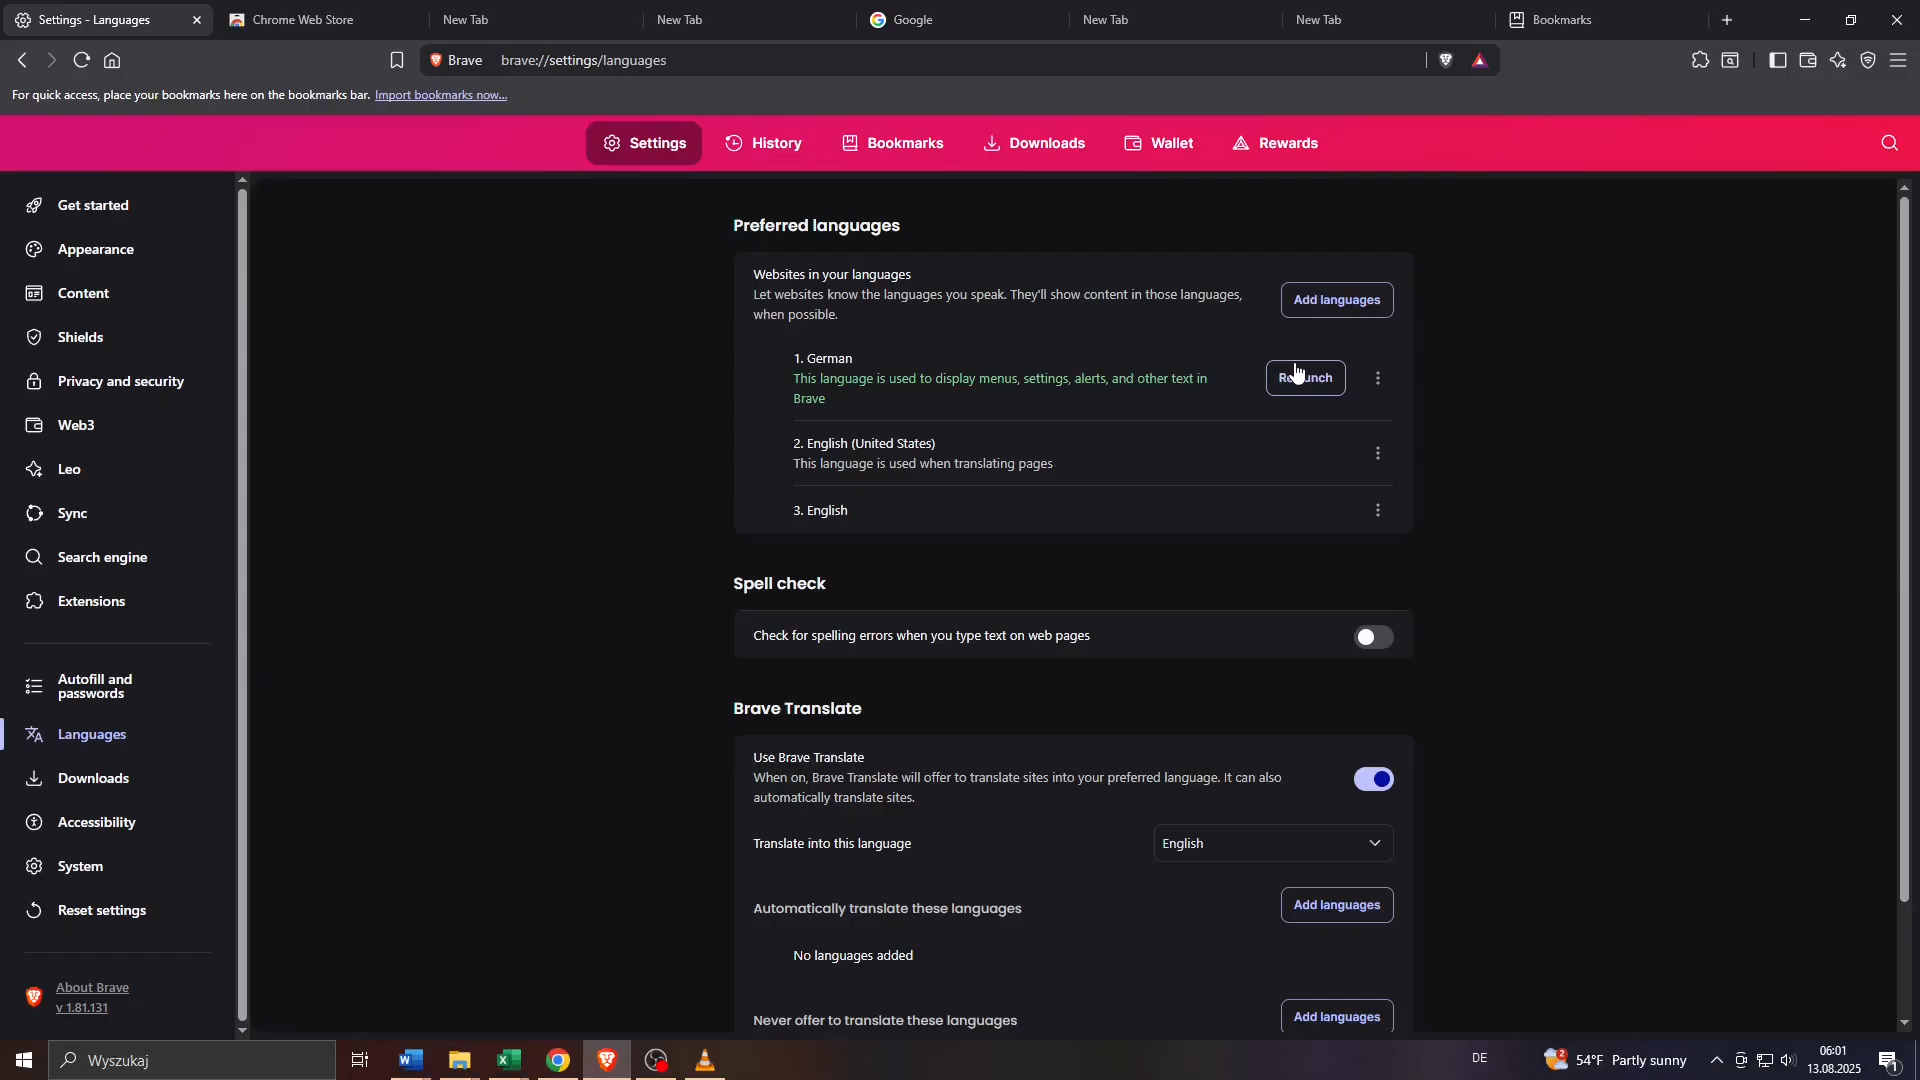 Settings - Languages
Chrome Web Store
New Tab
New Tab
Google
New Tab
New Tab
Bookmarks
Brave
brave://settings/languages
For quick access, place your bookmarks here on the bookmarks bar. Import bookmarks now...
Settings
History
Bookmarks
Downloads
Wallet
Rewards
Get started
Appearance
Content
Shields
Privacy and security
Web3
Leo
Sync
Search engine
Extensions
Autofill and
passwords
Languages
Downloads
Accessibility
System
Reset settings
About Brave
v 1.81.131
Preferred languages
Websites in your languages
Let websites know the languages you speak. They'll show content in those languages,
when possible.
Add languages
1. German
This language is used to display menus, settings, alerts, and other text in
Brave
Relaunch
2. English (United States)
This language is used when translating pages
3. English
Spell check
Check for spelling errors when you type text on web pages
Brave Translate
Use Brave Translate
When on, Brave Translate will offer to translate sites into your preferred language. It can also
automatically translate sites.
Translate into this language
English
Automatically translate these languages
Add languages
No languages added
Never offer to translate these languages
Add languages
Wyszukaj
DE
2
54°F Partly sunny
06:01
13.08.2025
1